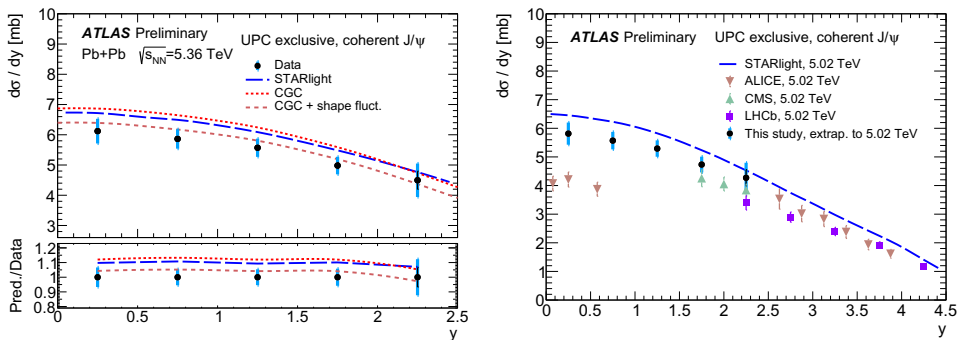 ATLAS Preliminary
Pb+Pb √sNN=5.36 TeV
UPC exclusive, coherent J/ψ
Data
STARlight
CGC
CGC + shape fluct.
dσ / dy [mb]
10
9
8
7
6
5
4
3
Pred./Data
1.2
1.1
1
0.9
0.8
0 0.5 1 1.5 2 2.5
y
ATLAS Preliminary
UPC exclusive, coherent J/ψ
STARlight, 5.02 TeV
ALICE, 5.02 TeV
CMS, 5.02 TeV
LHCb, 5.02 TeV
This study, extrap. to 5.02 TeV
dσ / dy [mb]
10
9
8
7
6
5
4
3
2
1
0
0 0.5 1 1.5 2 2.5 3 3.5 4 4.5
y